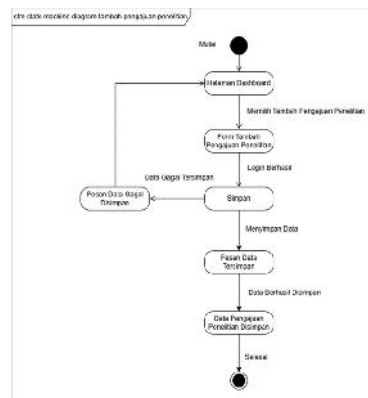 stm state machine diagram tambah pengajuan penelitian
Mulai
Halaman Dashboard
Memilih Tambah Pengajuan Penelitian
Form Tambah
Pengajuan Penelitian
Login Berhasil
Data Gagal Tersimpan
Pesan Data Gagal
Disimpan
Simpan
Menyimpan Data
Pesan Data
Tersimpan
Data Berhasil Disimpan
Data Pengajuan
Penelitian Disimpan
Selesai